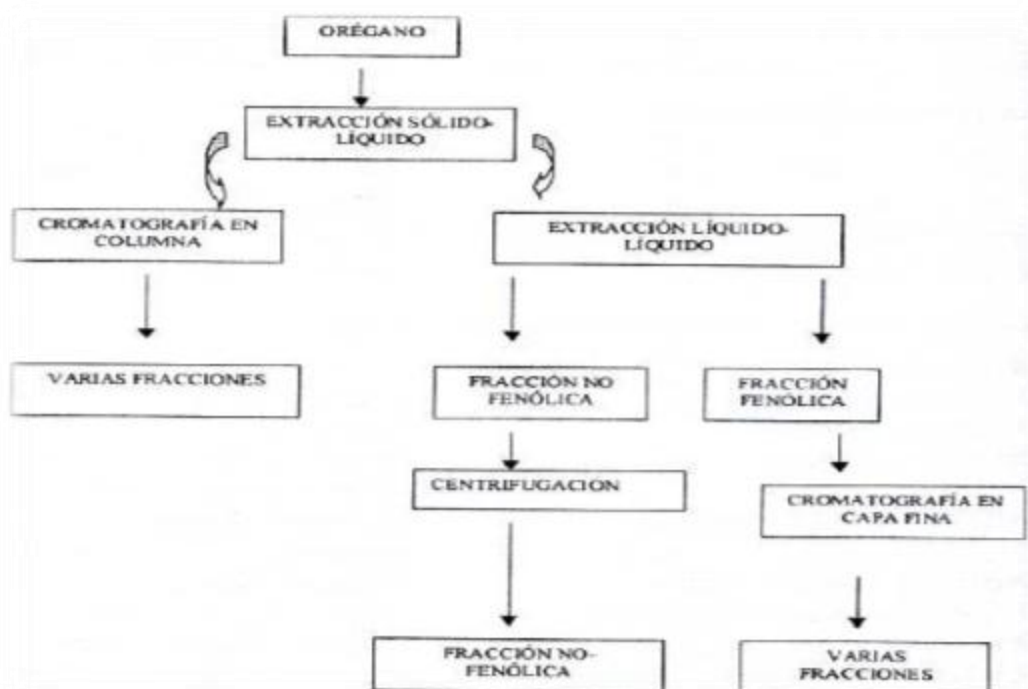 ORÉGANO
EXTRACCIÓN SÓLIDO-
LÍQUIDO
CROMATOGRAFÍA EN
COLUMNA
EXTRACCIÓN LÍQUIDO-
LÍQUIDO
VARIAS FRACCIONES
FRACCIÓN NO
FENÓLICA
FRACCIÓN
FENÓLICA
CENTRIFUGACIÓN
CROMATOGRAFÍA EN
CAPA FINA
FRACCIÓN NO-
FENÓLICA
VARIAS
FRACCIONES